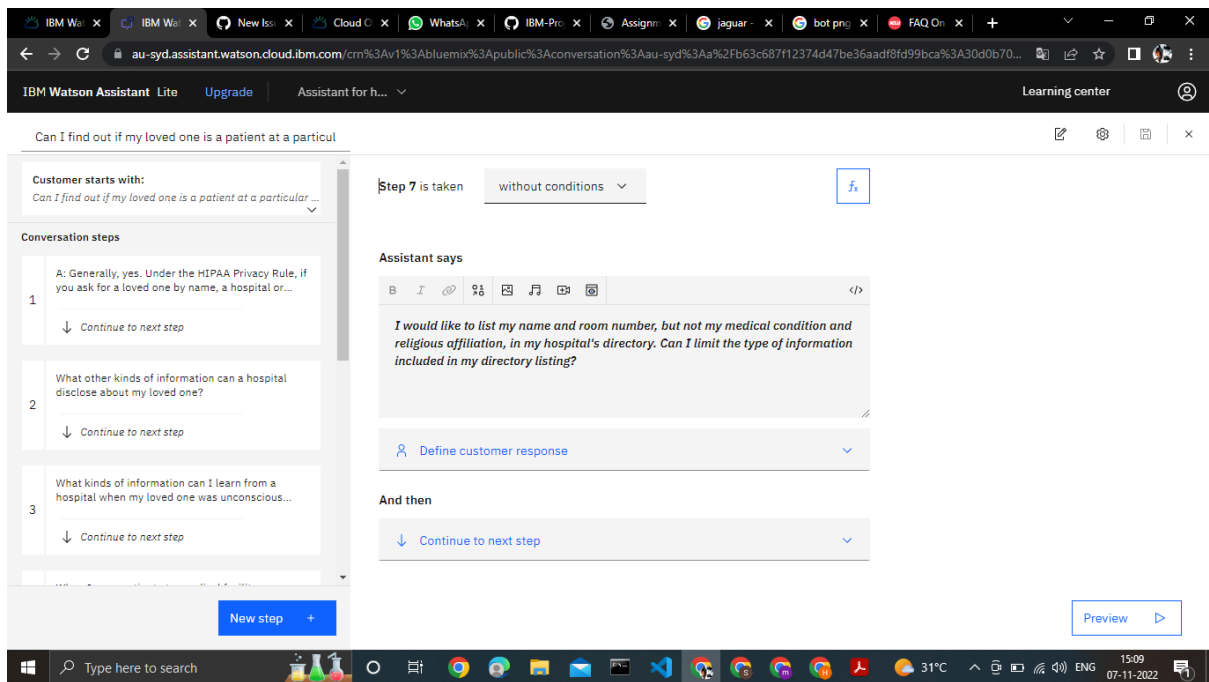 IBM Wat
IBM Wat
New Issu
Cloud O
WhatsAp
IBM-Pro
Assignm
jaguar -
bot png
FAQ On
au-syd.assistant.watson.cloud.ibm.com/crn%3Av1%3Abluemix%3Apublic%3Aconversation%3Aau-syd%3Aa%2Fb63c687f12374d47be36aadf8fd99bca%3A30d0b70...
IBM Watson Assistant Lite
Upgrade
Assistant for h...
Learning center
Can I find out if my loved one is a patient at a particul
Customer starts with:
Can I find out if my loved one is a patient at a particular ...
Conversation steps
1
A: Generally, yes. Under the HIPAA Privacy Rule, if
you ask for a loved one by name, a hospital or...
Continue to next step
2
What other kinds of information can a hospital
disclose about my loved one?
Continue to next step
3
What kinds of information can I learn from a
hospital when my loved one was unconscious...
Continue to next step
New step +
Step 7 is taken
without conditions
fx
Assistant says
B I
</>
I would like to list my name and room number, but not my medical condition and
religious affiliation, in my hospital's directory. Can I limit the type of information
included in my directory listing?
Define customer response
And then
Continue to next step
Preview
Type here to search
31°C
ENG
15:09
07-11-2022
1